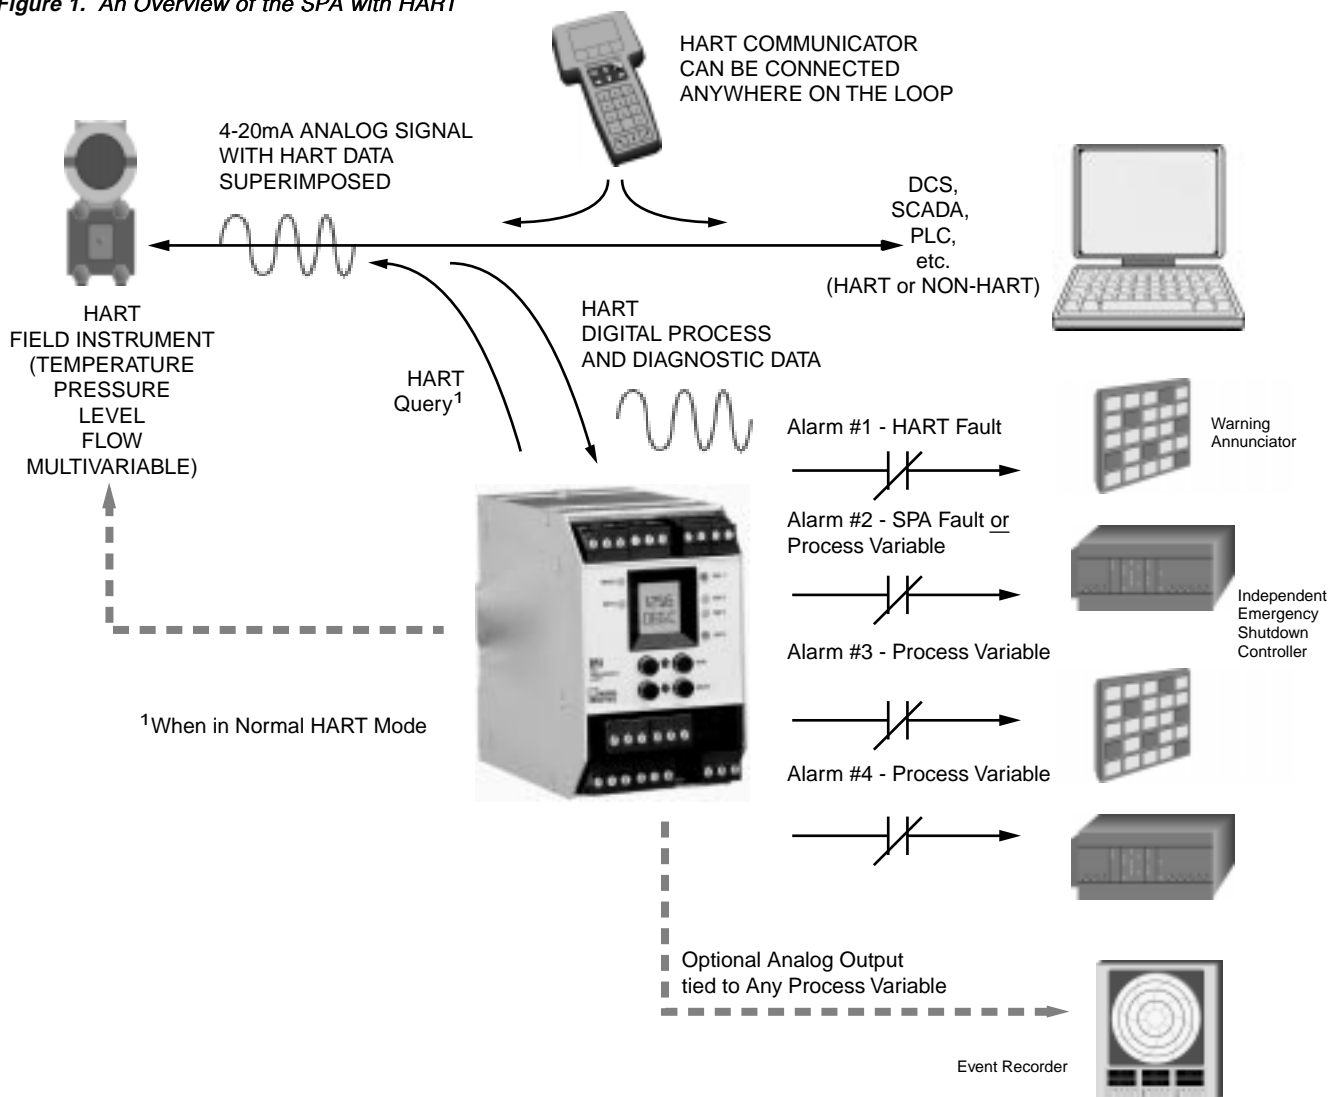 Figure 1. An Overview of the SPA with HART
HART COMMUNICATOR
CAN BE CONNECTED
ANYWHERE ON THE LOOP
4-20mA ANALOG SIGNAL
WITH HART DATA
SUPERIMPOSED
DCS,
SCADA,
PLC,
etc.
(HART or NON-HART)
HART
FIELD INSTRUMENT
(TEMPERATURE
PRESSURE
LEVEL
FLOW
MULTIVARIABLE)
HART
DIGITAL PROCESS
AND DIAGNOSTIC DATA
HART
Query1
Alarm #1 - HART Fault
Warning
Annunciator
Alarm #2 - SPA Fault or
Process Variable
Independent
Emergency
Shutdown
Controller
Alarm #3 - Process Variable
1When in Normal HART Mode
Alarm #4 - Process Variable
Optional Analog Output
tied to Any Process Variable
Event Recorder